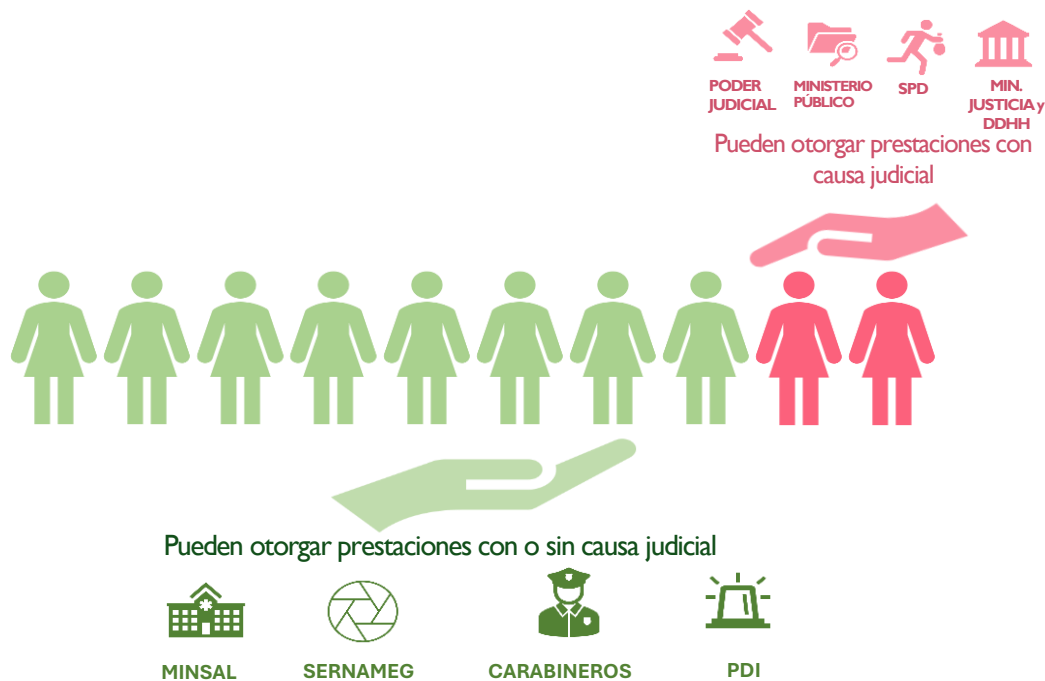 PODER
JUDICIAL
MINISTERIO
PÚBLICO
SPD
MIN.
JUSTICIA y
DDHH
Pueden otorgar prestaciones con
causa judicial
Pueden otorgar prestaciones con o sin causa judicial
MINSAL
SERNAMEG
CARABINEROS
PDI